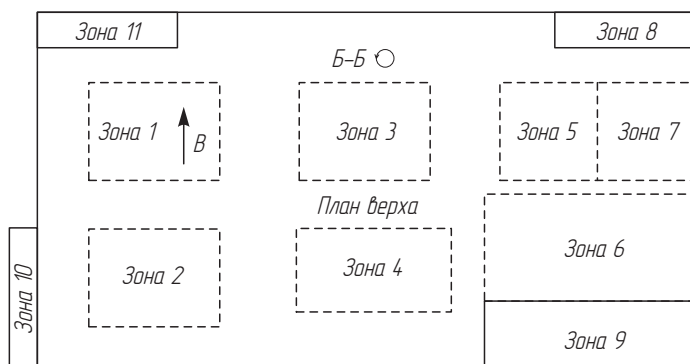 Зона 11
Зона 8
Б-Б
Зона 1
В
Зона 3
Зона 5
Зона 7
План верха
Зона 10
Зона 2
Зона 4
Зона 6
Зона 9